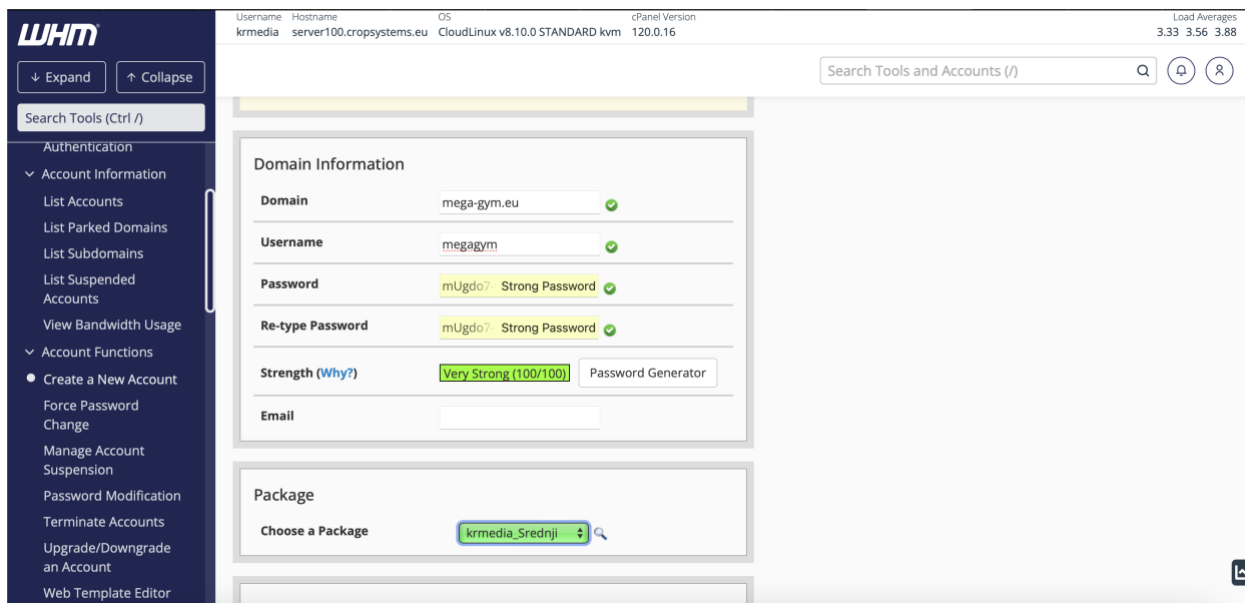 WHM
Username Hostname OS cPanel Version Load Averages
krmedia server100.cropsystems.eu CloudLinux v8.10.0 STANDARD kvm 120.0.16 3.33 3.56 3.88
↓ Expand ↑ Collapse
Search Tools and Accounts (/)
Search Tools (Ctrl /)
Authentication
Account Information
List Accounts
List Parked Domains
List Subdomains
List Suspended
Accounts
View Bandwidth Usage
Account Functions
Create a New Account
Force Password
Change
Manage Account
Suspension
Password Modification
Terminate Accounts
Upgrade/Downgrade
an Account
Web Template Editor
Domain Information
Domain mega-gym.eu
Username megagym
Password mUgdo7- Strong Password
Re-type Password mUgdo7- Strong Password
Strength (Why?) Very Strong (100/100) Password Generator
Email
Package
Choose a Package krmedia_Srednji